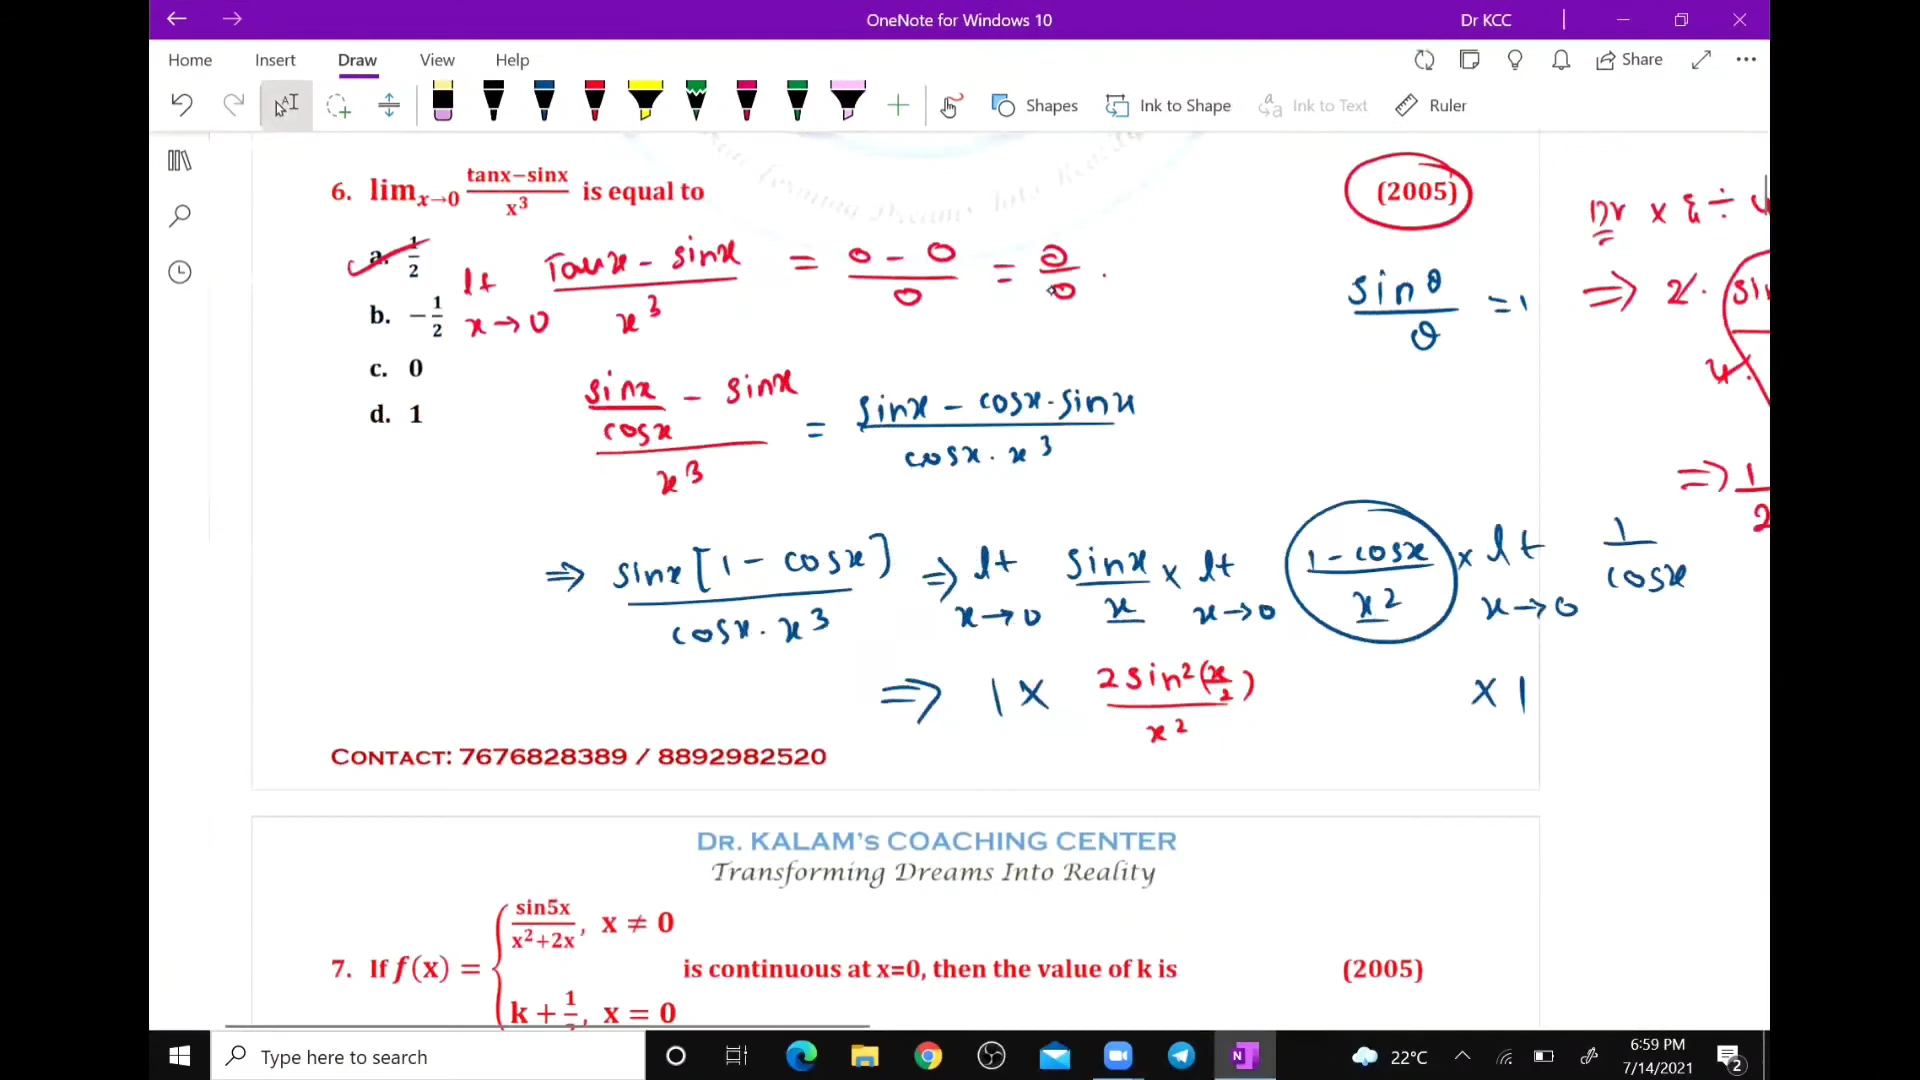 OneNote for Windows 10
Dr KCC
Home Insert Draw View Help
Share
Shapes Ink to Shape Ink to Text Ruler
6. lim x→0 tanx−sinx / x³ is equal to (2005)
a. 1/2
b. −1/2
c. 0
d. 1
lt x→0 Tanx - sinx / x³ = 0 - 0 / 0 = 0/0 .
sinθ / θ = 1
Dr x & ÷
⇒ 2.
sinx/cosx - sinx / x³ = sinx - cosx.sinx / cosx . x³
⇒ 1/2
⇒ sinx[1 - cosx] / cosx . x³ ⇒ lt x→0 sinx / x × lt x→0 1 - cosx / x² × lt x→0 1 / cosx
⇒ 1 × 2sin²(x/2) / x² × 1
CONTACT: 7676828389 / 8892982520
DR. KALAM's COACHING CENTER
Transforming Dreams Into Reality
7. If f(x) = { sin5x / x²+2x , x ≠ 0
is continuous at x=0, then the value of k is (2005)
k + 1 , x = 0
Type here to search
22°C
6:59 PM
7/14/2021
2